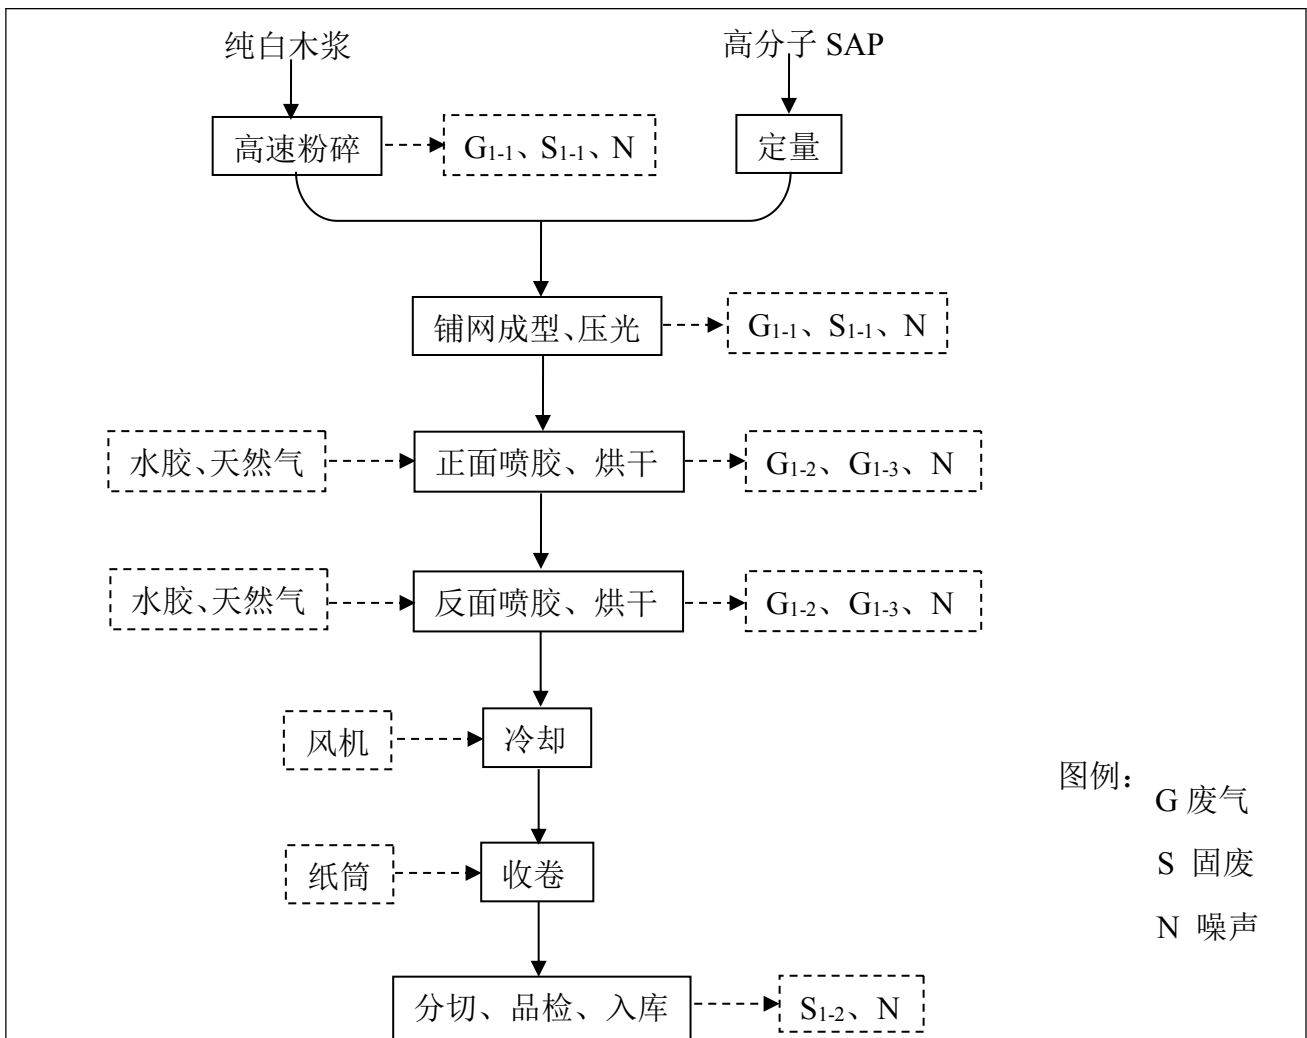 纯白木浆
高分子 SAP
高速粉碎
G1-1、S1-1、N
定量
铺网成型、压光
G1-1、S1-1、N
水胶、天然气
正面喷胶、烘干
G1-2、G1-3、N
水胶、天然气
反面喷胶、烘干
G1-2、G1-3、N
风机
冷却
纸筒
收卷
分切、品检、入库
S1-2、N
图例：
G 废气
S 固废
N 噪声